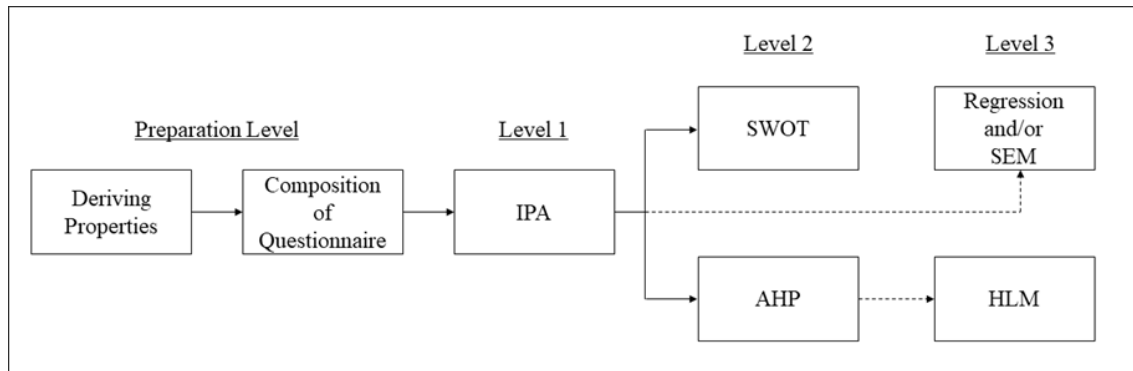 Preparation Level
Deriving
Properties
Composition
of
Questionnaire
Level 1
IPA
Level 2
SWOT
AHP
Level 3
Regression
and/or
SEM
HLM